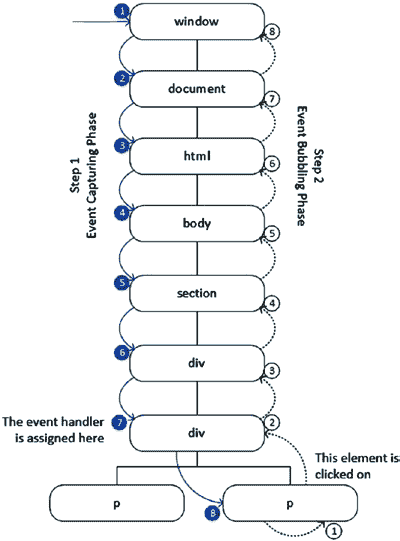 1
window
8
2
document
7
Step 1
Event Capturing Phase
Step 2
Event Bubbling Phase
3
html
6
4
body
5
5
section
4
6
div
3
The event handler
is assigned here
7
div
2
This element is
clicked on
p
8
p
1